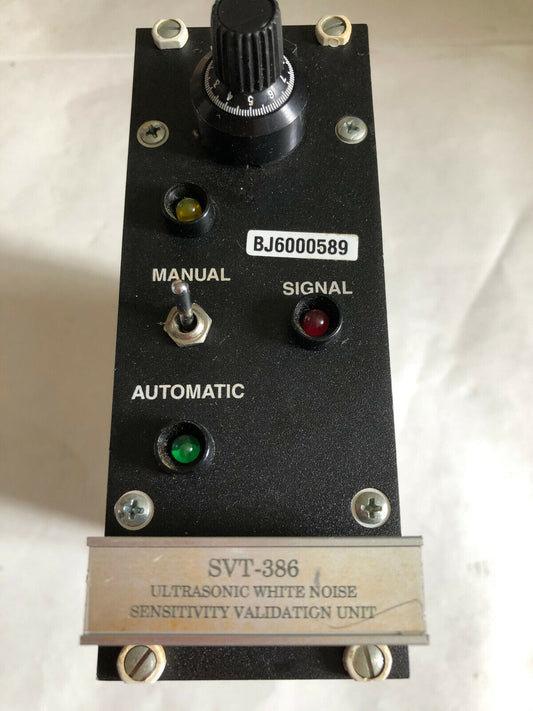 BJ6000589
MANUAL
SIGNAL
AUTOMATIC
SVT-386
ULTRASONIC WHITE NOISE
SENSITIVITY VALIDATION UNIT